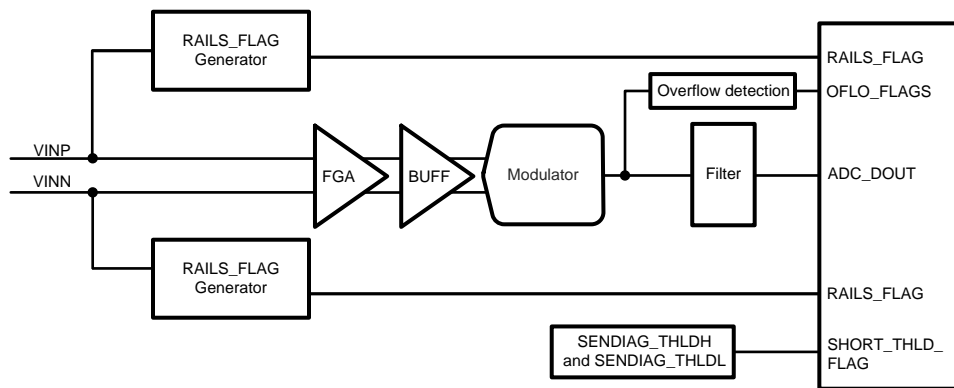 RAILS_FLAG
Generator
RAILS_FLAG
Overflow detection
OFLO_FLAGS
VINP
VINN
FGA
BUFF
Modulator
Filter
ADC_DOUT
RAILS_FLAG
Generator
RAILS_FLAG
SENDIAG_THLDH
and SENDIAG_THLDL
SHORT_THLD_
FLAG